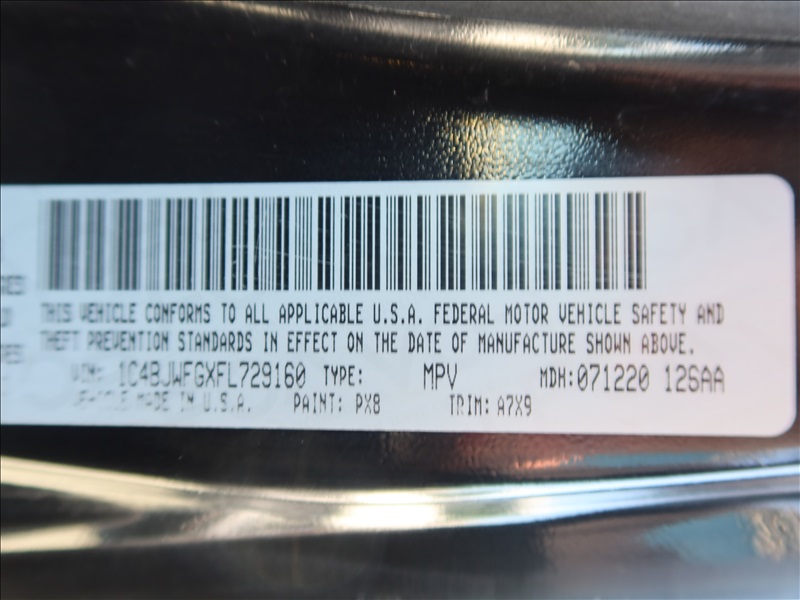 THIS VEHICLE CONFORMS TO ALL APPLICABLE U.S.A. FEDERAL MOTOR VEHICLE SAFETY AND
THEFT PREVENTION STANDARDS IN EFFECT ON THE DATE OF MANUFACTURE SHOWN ABOVE.
VIN: 1C4BJWFGXFL729160 TYPE: MPV MDH:071220 126AA
VEHICLE MADE IN U.S.A. PAINT: PX8 TRIM: A7X9